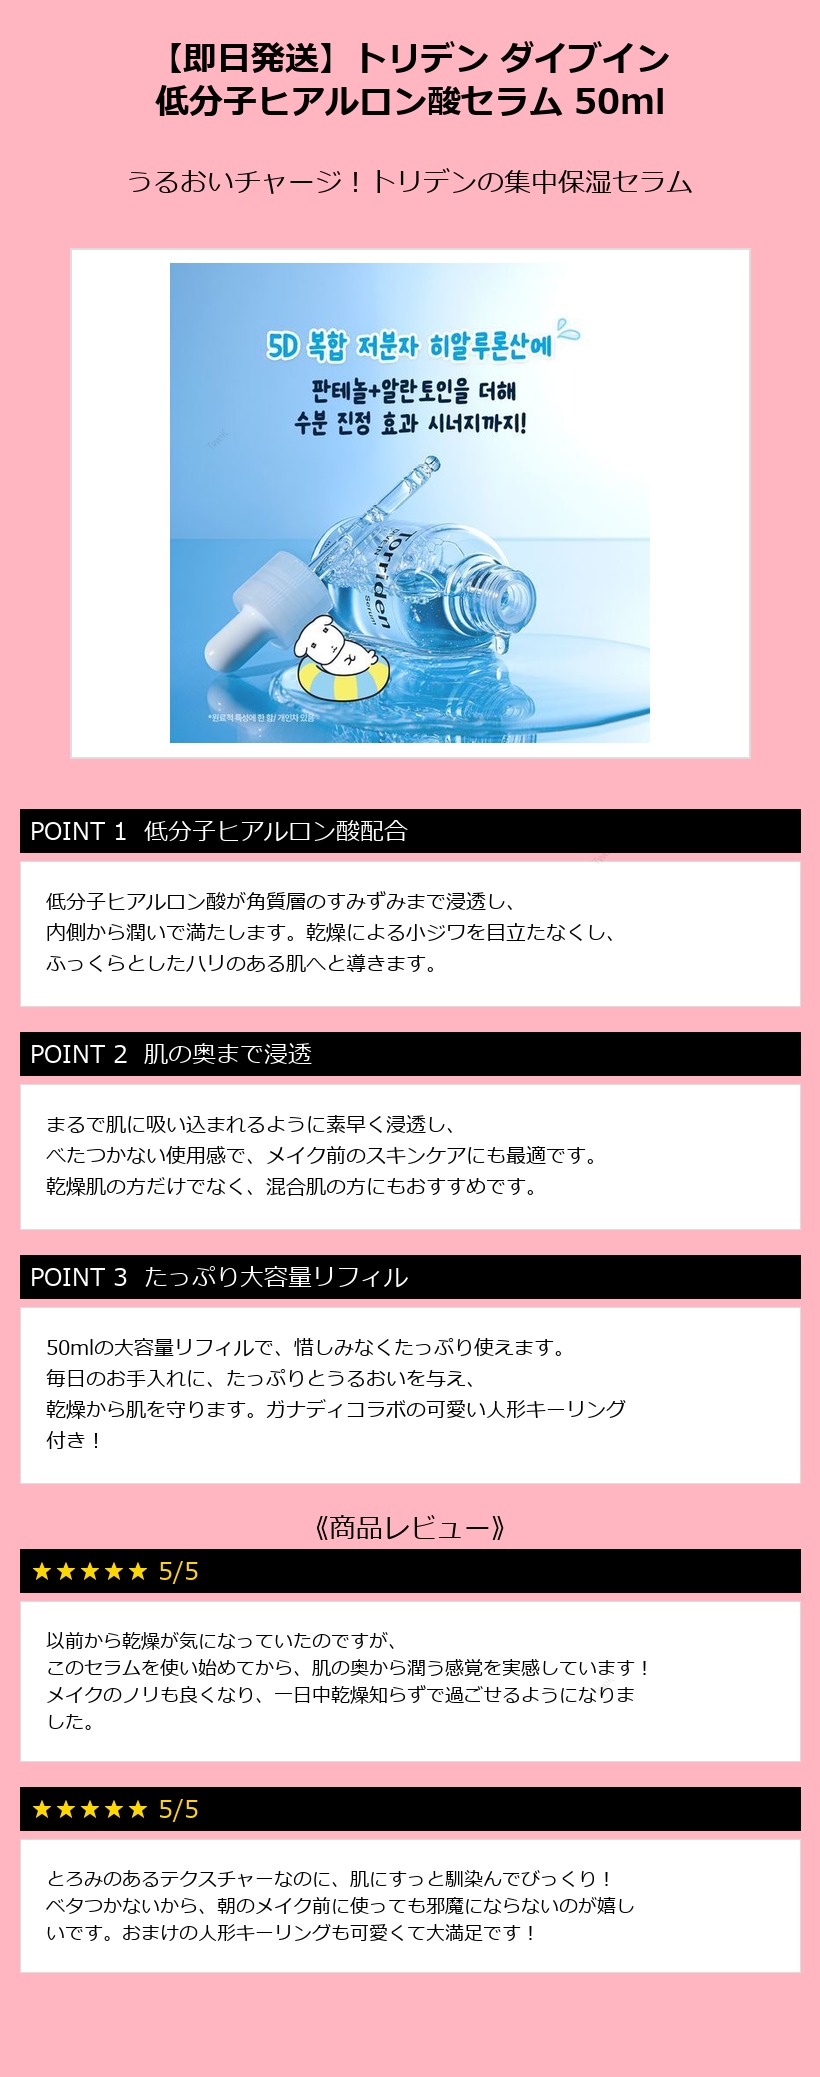 【即日発送】トリデン ダイブイン
低分子ヒアルロン酸セラム 50ml
うるおいチャージ！トリデンの集中保湿セラム
5D 복합 저분자 히알루론산에
판테놀+알란토인을 더해
수분 진정 효과 시너지까지!
Torriden
Serum
*원료적 특성에 한 함/ 개인차 있음
POINT 1 低分子ヒアルロン酸配合
低分子ヒアルロン酸が角質層のすみずみまで浸透し、
内側から潤いで満たします。乾燥による小ジワを目立たなくし、
ふっくらとしたハリのある肌へと導きます。
POINT 2 肌の奥まで浸透
まるで肌に吸い込まれるように素早く浸透し、
べたつかない使用感で、メイク前のスキンケアにも最適です。
乾燥肌の方だけでなく、混合肌の方にもおすすめです。
POINT 3 たっぷり大容量リフィル
50mlの大容量リフィルで、惜しみなくたっぷり使えます。
毎日のお手入れに、たっぷりとうるおいを与え、
乾燥から肌を守ります。ガナディコラボの可愛い人形キーリング
付き！
《商品レビュー》
★★★★★ 5/5
以前から乾燥が気になっていたのですが、
このセラムを使い始めてから、肌の奥から潤う感覚を実感しています！
メイクのノリも良くなり、一日中乾燥知らずで過ごせるようになりま
した。
★★★★★ 5/5
とろみのあるテクスチャーなのに、肌にすっと馴染んでびっくり！
ベタつかないから、朝のメイク前に使っても邪魔にならないのが嬉し
いです。おまけの人形キーリングも可愛くて大満足です！